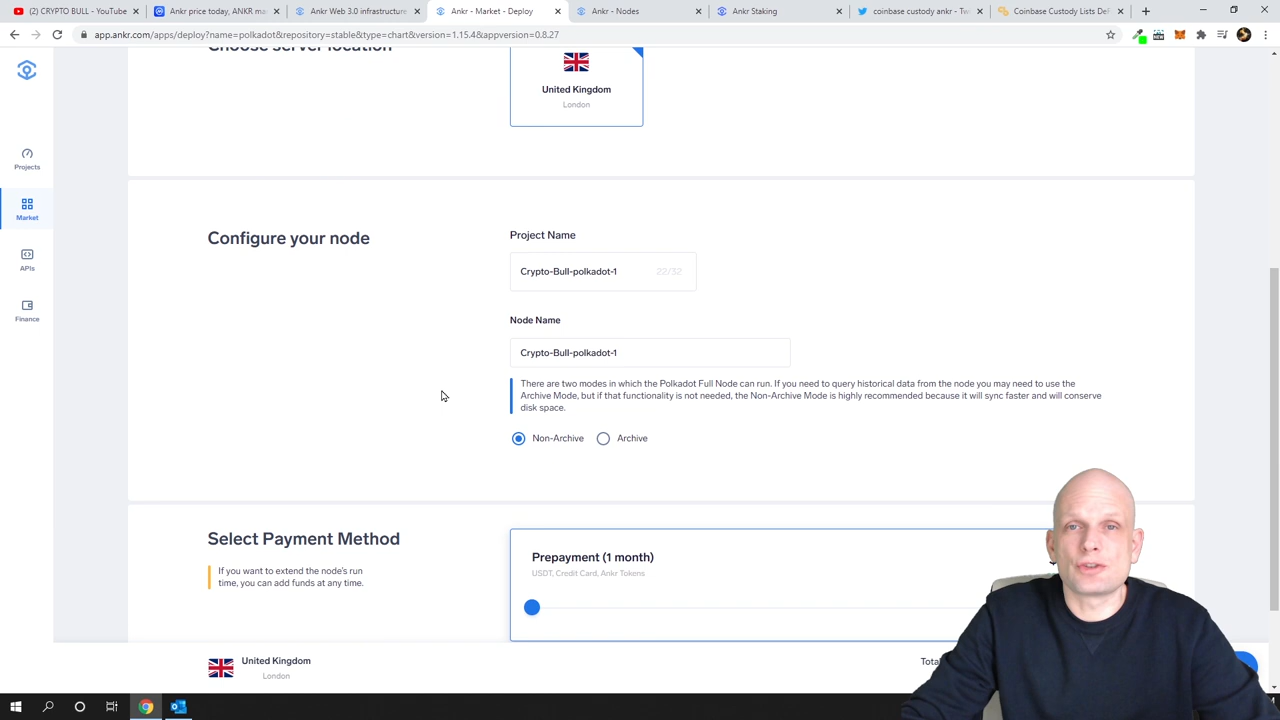 CRYPTO BULL - YouTube
Ankr price today, ANKR ma
Ankr Web 3.0 infrastructure
Ankr - Market - Deploy
Ankr - Nodes
Ankr Staking
coinbase custody ankr - Tw
Coinbase Custody Lists DeF
app.ankr.com/apps/deploy?name=polkadot&repository=stable&type=chart&version=1.15.4&appversion=0.8.27
Choose server location
United Kingdom
London
Projects
Market
APIs
Finance
Configure your node
Project Name
Crypto-Bull-polkadot-1
22/32
Node Name
Crypto-Bull-polkadot-1
There are two modes in which the Polkadot Full Node can run. If you need to query historical data from the node you may need to use the
Archive Mode, but if that functionality is not needed, the Non-Archive Mode is highly recommended because it will sync faster and will conserve
disk space.
Non-Archive
Archive
Select Payment Method
If you want to extend the node's run
time, you can add funds at any time.
Prepayment (1 month)
USDT, Credit Card, Ankr Tokens
United Kingdom
London
Tota